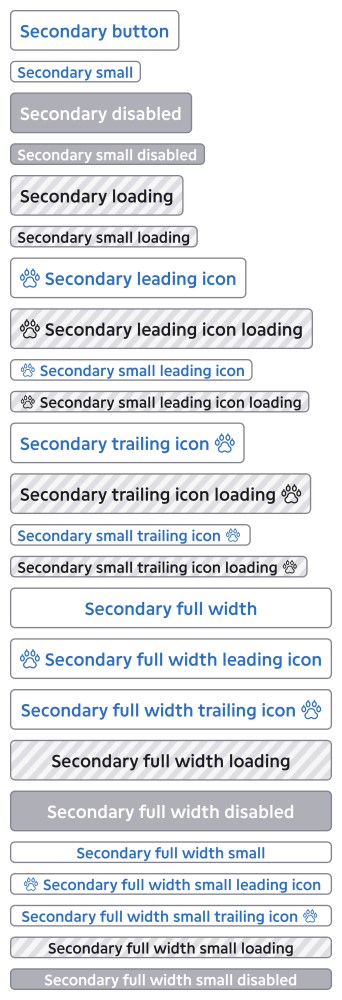 Secondary button
Secondary small
Secondary disabled
Secondary small disabled
Secondary loading
Secondary small loading
Secondary leading icon
Secondary leading icon loading
Secondary small leading icon
Secondary small leading icon loading
Secondary trailing icon
Secondary trailing icon loading
Secondary small trailing icon
Secondary small trailing icon loading
Secondary full width
Secondary full width leading icon
Secondary full width trailing icon
Secondary full width loading
Secondary full width disabled
Secondary full width small
Secondary full width small leading icon
Secondary full width small trailing icon
Secondary full width small loading
Secondary full width small disabled